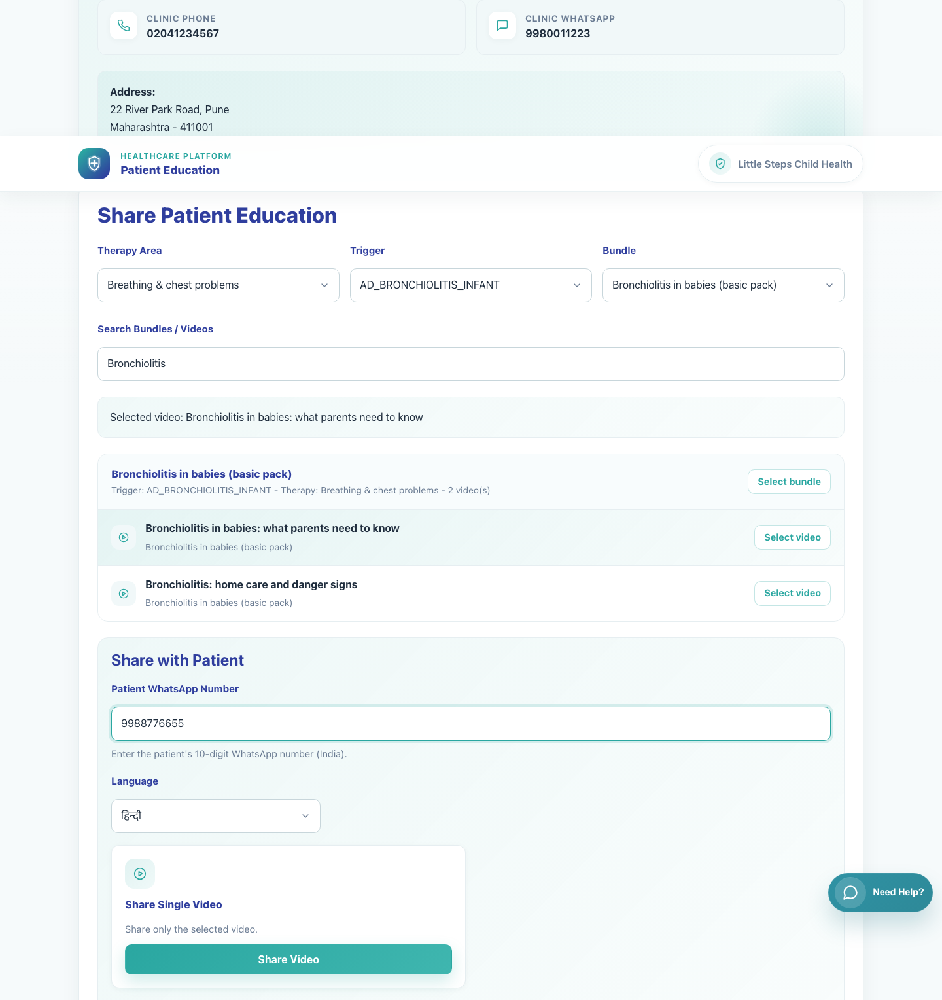 CLINIC PHONE
02041234567
CLINIC WHATSAPP
9980011223
Address:
22 River Park Road, Pune
Maharashtra - 411001
HEALTHCARE PLATFORM
Patient Education
Little Steps Child Health
Share Patient Education
Therapy Area
Breathing & chest problems
Trigger
AD_BRONCHIOLITIS_INFANT
Bundle
Bronchiolitis in babies (basic pack)
Search Bundles / Videos
Bronchiolitis
Selected video: Bronchiolitis in babies: what parents need to know
Bronchiolitis in babies (basic pack)
Trigger: AD_BRONCHIOLITIS_INFANT - Therapy: Breathing & chest problems - 2 video(s)
Select bundle
Bronchiolitis in babies: what parents need to know
Bronchiolitis in babies (basic pack)
Select video
Bronchiolitis: home care and danger signs
Bronchiolitis in babies (basic pack)
Select video
Share with Patient
Patient WhatsApp Number
9988776655
Enter the patient's 10-digit WhatsApp number (India).
Language
हिन्दी
Share Single Video
Share only the selected video.
Share Video
Need Help?